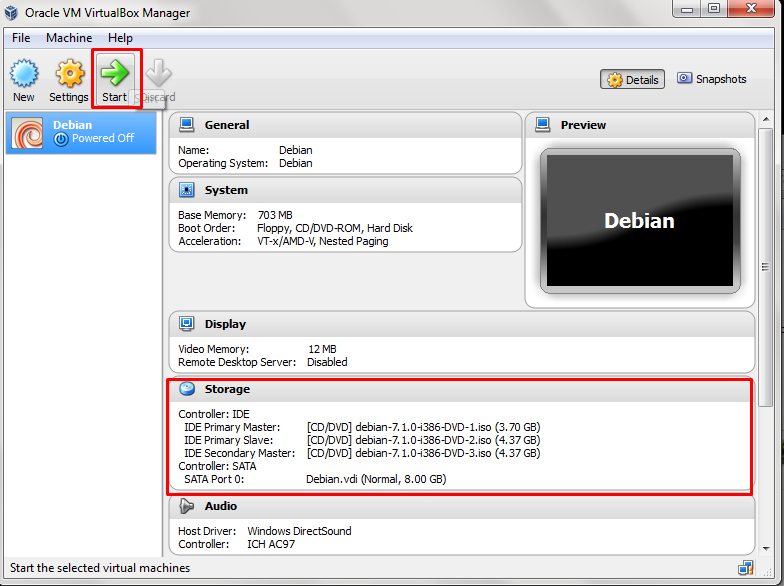 Oracle VM VirtualBox Manager
File Machine Help
New Settings Start Discard
Details Snapshots
Debian
Powered Off
General
Name: Debian
Operating System: Debian
System
Base Memory: 703 MB
Boot Order: Floppy, CD/DVD-ROM, Hard Disk
Acceleration: VT-x/AMD-V, Nested Paging
Preview
Debian
Display
Video Memory: 12 MB
Remote Desktop Server: Disabled
Storage
Controller: IDE
IDE Primary Master: [CD/DVD] debian-7.1.0-i386-DVD-1.iso (3.70 GB)
IDE Primary Slave: [CD/DVD] debian-7.1.0-i386-DVD-2.iso (4.37 GB)
IDE Secondary Master: [CD/DVD] debian-7.1.0-i386-DVD-3.iso (4.37 GB)
Controller: SATA
SATA Port 0: Debian.vdi (Normal, 8.00 GB)
Audio
Host Driver: Windows DirectSound
Controller: ICH AC97
Start the selected virtual machines